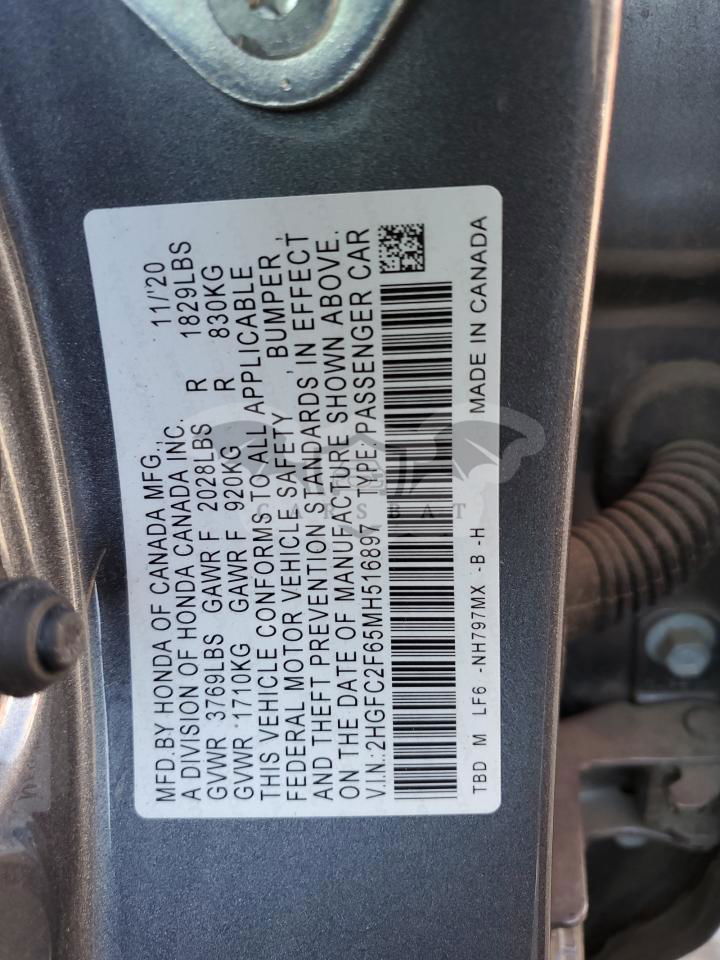 MFD.BY HONDA OF CANADA MFG., 11/'20
A DIVISION OF HONDA CANADA INC.
GVWR 3769LBS GAWR F 2028LBS R 1829LBS
GVWR 1710KG GAWR F 920KG R 830KG
THIS VEHICLE CONFORMS TO ALL APPLICABLE
FEDERAL MOTOR VEHICLE SAFETY , BUMPER ,
AND THEFT PREVENTION STANDARDS IN EFFECT
ON THE DATE OF MANUFACTURE SHOWN ABOVE.
V.I.N.:2HGFC2F65MH516897 TYPE:PASSENGER CAR
TBD M LF6 -NH797MX -B -H MADE IN CANADA
CARSBAT